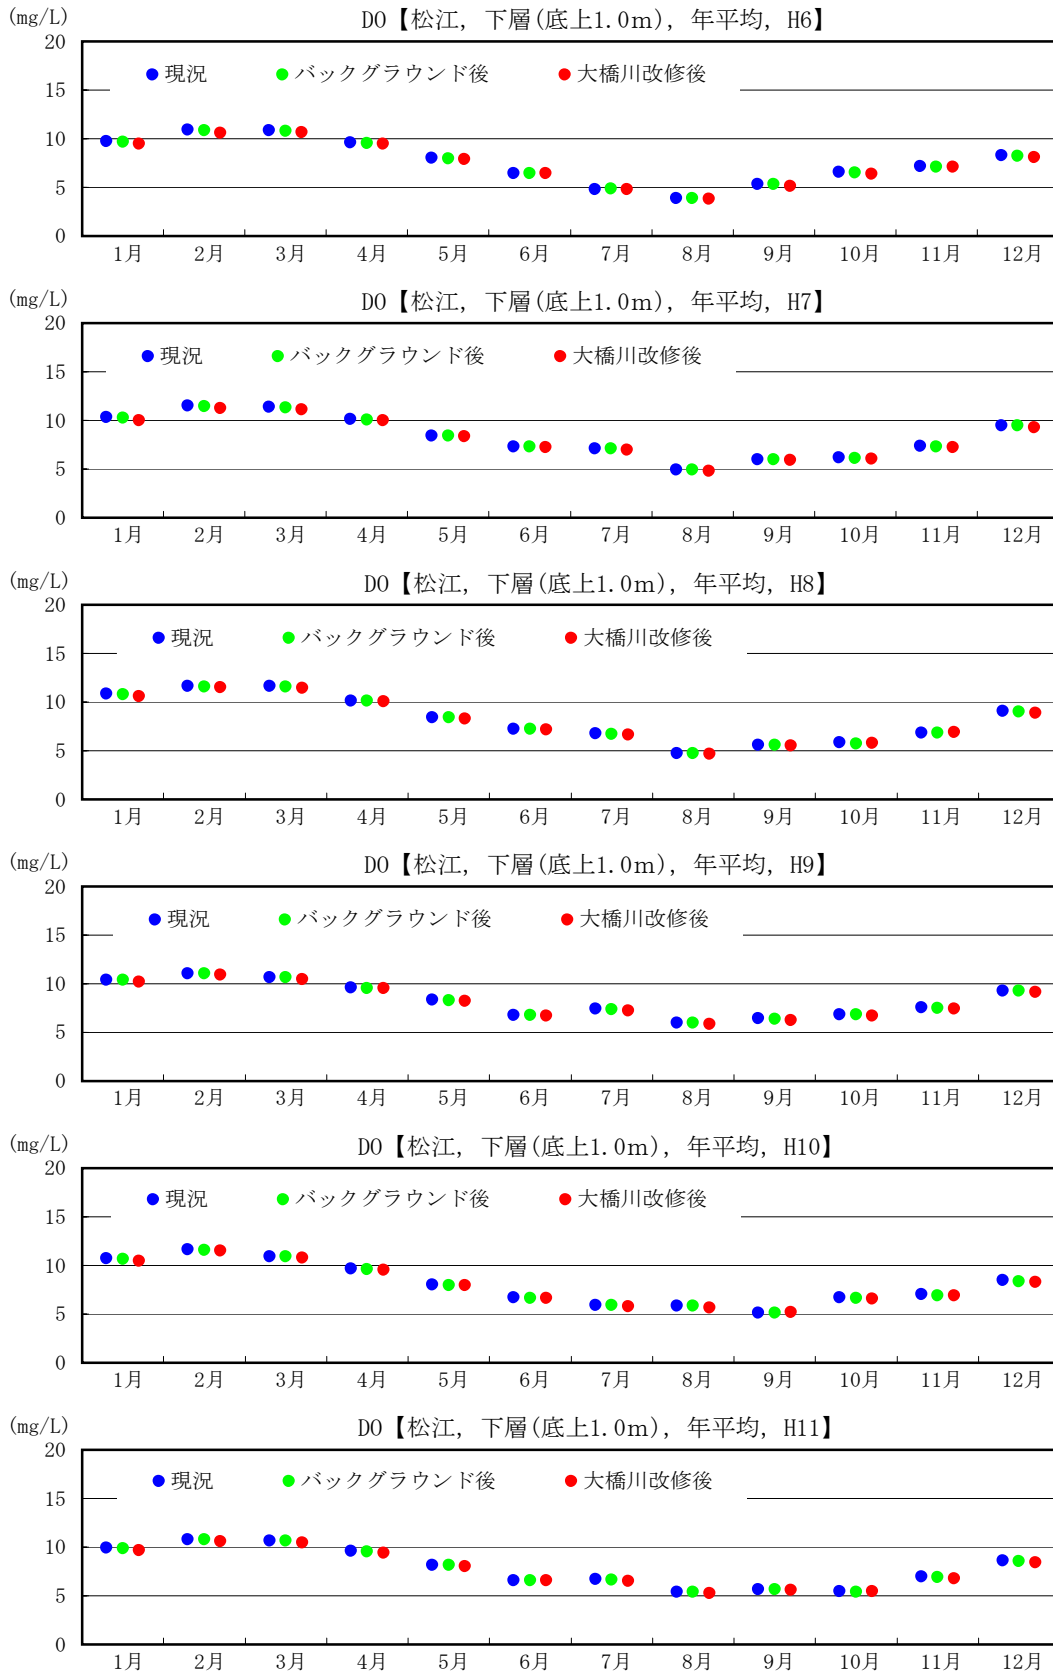 (mg/L) DO【松江, 下層(底上1.0m), 年平均, H6】
20
● 現況 ● バックグラウンド後 ● 大橋川改修後
15
10
5
0
1月 2月 3月 4月 5月 6月 7月 8月 9月 10月 11月 12月
(mg/L) DO【松江, 下層(底上1.0m), 年平均, H7】
20
● 現況 ● バックグラウンド後 ● 大橋川改修後
15
10
5
0
1月 2月 3月 4月 5月 6月 7月 8月 9月 10月 11月 12月
(mg/L) DO【松江, 下層(底上1.0m), 年平均, H8】
20
● 現況 ● バックグラウンド後 ● 大橋川改修後
15
10
5
0
1月 2月 3月 4月 5月 6月 7月 8月 9月 10月 11月 12月
(mg/L) DO【松江, 下層(底上1.0m), 年平均, H9】
20
● 現況 ● バックグラウンド後 ● 大橋川改修後
15
10
5
0
1月 2月 3月 4月 5月 6月 7月 8月 9月 10月 11月 12月
(mg/L) DO【松江, 下層(底上1.0m), 年平均, H10】
20
● 現況 ● バックグラウンド後 ● 大橋川改修後
15
10
5
0
1月 2月 3月 4月 5月 6月 7月 8月 9月 10月 11月 12月
(mg/L) DO【松江, 下層(底上1.0m), 年平均, H11】
20
● 現況 ● バックグラウンド後 ● 大橋川改修後
15
10
5
0
1月 2月 3月 4月 5月 6月 7月 8月 9月 10月 11月 12月